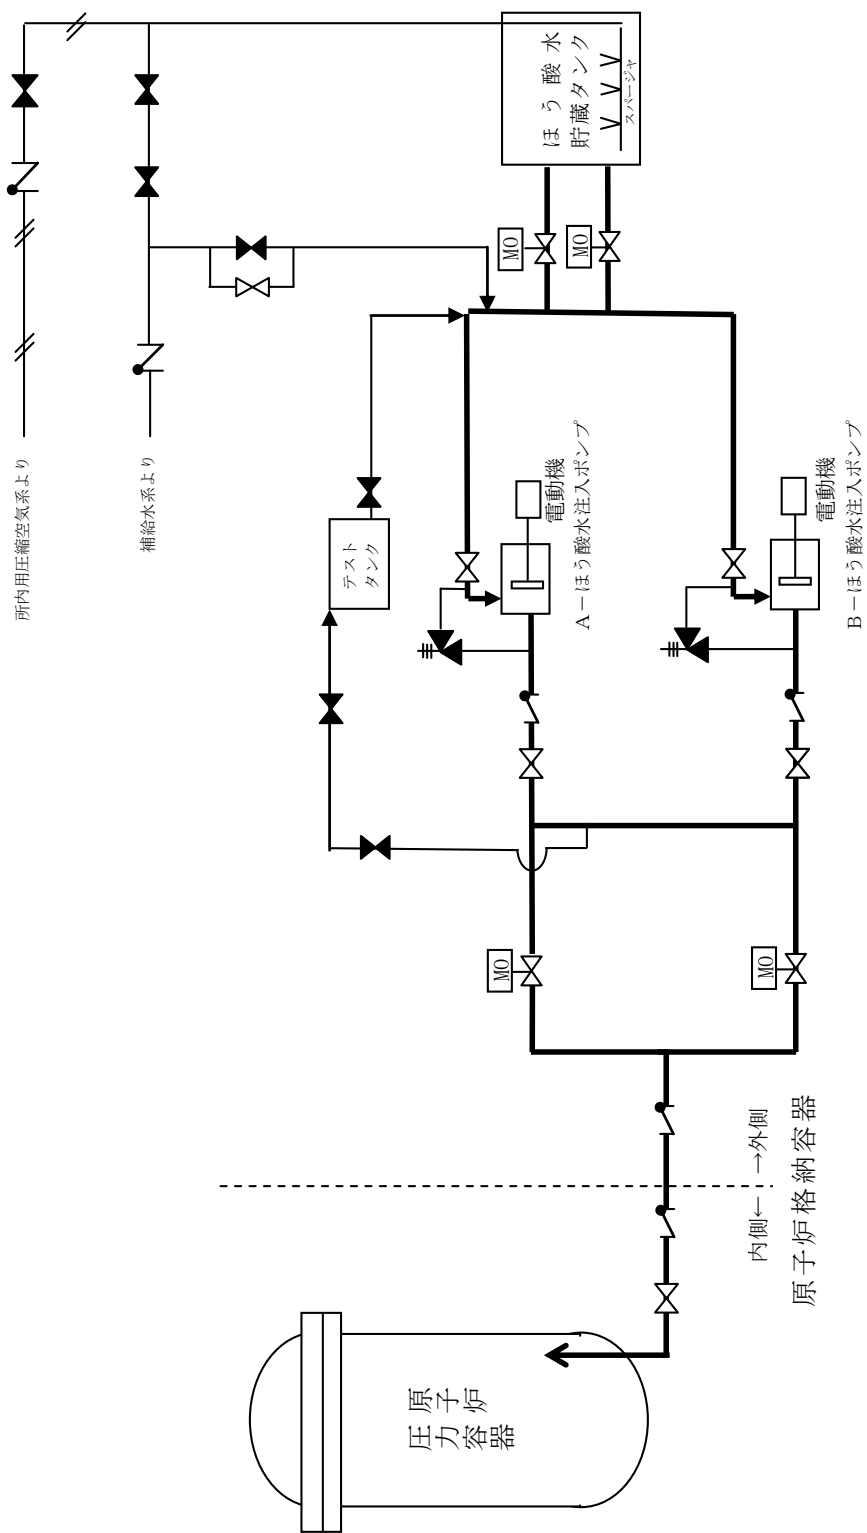 所内用圧縮空気系より
補給水系より
ほう酸水
貯蔵タンク
スパージャ
MO
MO
テスト
タンク
電動機
A－ほう酸水注入ポンプ
電動機
B－ほう酸水注入ポンプ
MO
MO
内側← →外側
原子炉格納容器
原子炉
圧力容器